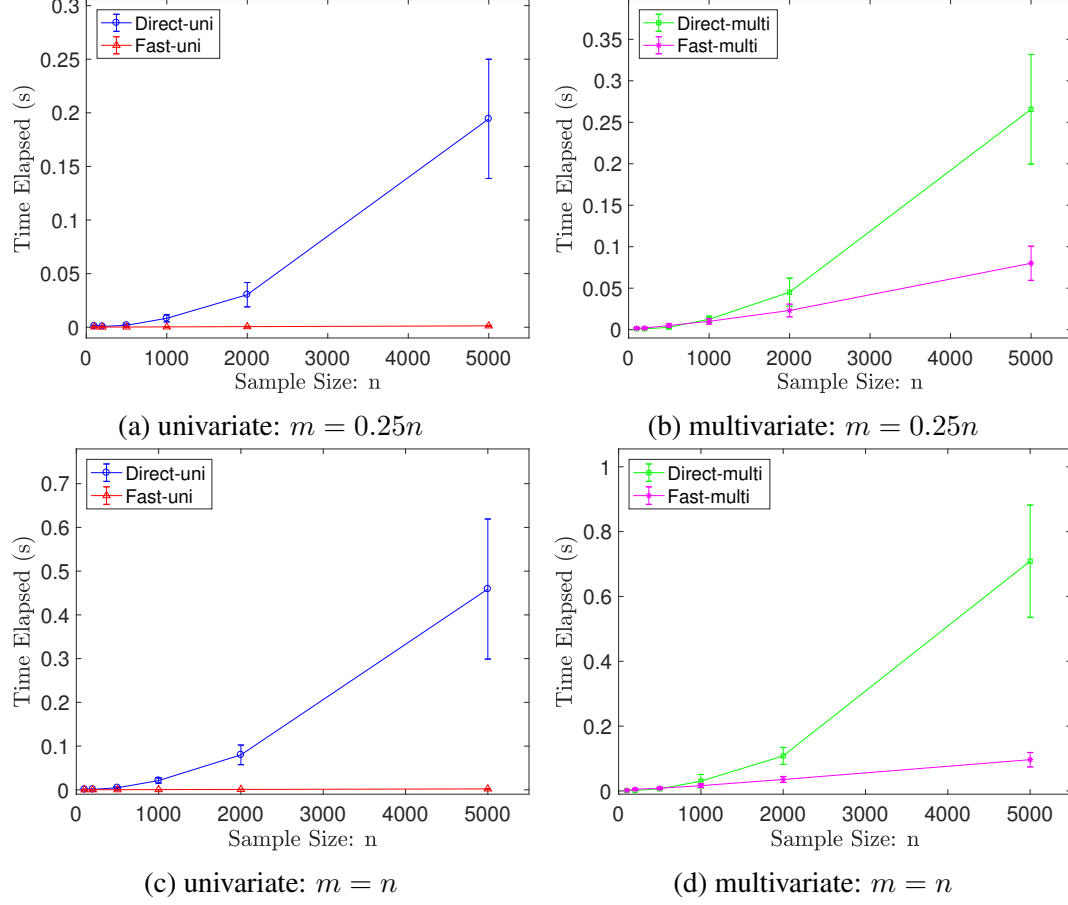 0.3
0.25
0.2
0.15
0.1
0.05
0
Time Elapsed (s)
Direct-uni
Fast-uni
0 1000 2000 3000 4000 5000
Sample Size: n
(a) univariate: m = 0.25n
0.35
0.3
0.25
0.2
0.15
0.1
0.05
0
Time Elapsed (s)
Direct-multi
Fast-multi
0 1000 2000 3000 4000 5000
Sample Size: n
(b) multivariate: m = 0.25n
0.7
0.6
0.5
0.4
0.3
0.2
0.1
0
Time Elapsed (s)
Direct-uni
Fast-uni
0 1000 2000 3000 4000 5000
Sample Size: n
(c) univariate: m = n
1
0.8
0.6
0.4
0.2
0
Time Elapsed (s)
Direct-multi
Fast-multi
0 1000 2000 3000 4000 5000
Sample Size: n
(d) multivariate: m = n